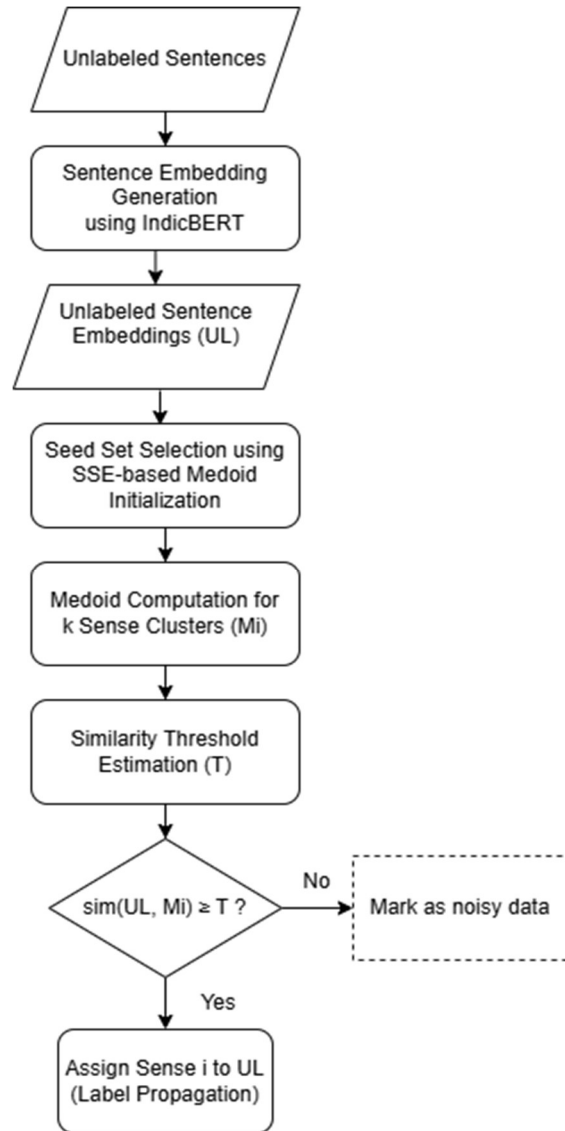 Unlabeled Sentences
Sentence Embedding
Generation
using IndicBERT
Unlabeled Sentence
Embeddings (UL)
Seed Set Selection using
SSE-based Medoid
Initialization
Medoid Computation for
k Sense Clusters (Mi)
Similarity Threshold
Estimation (T)
sim(UL, Mi) ≥ T ?
No
Mark as noisy data
Yes
Assign Sense i to UL
(Label Propagation)